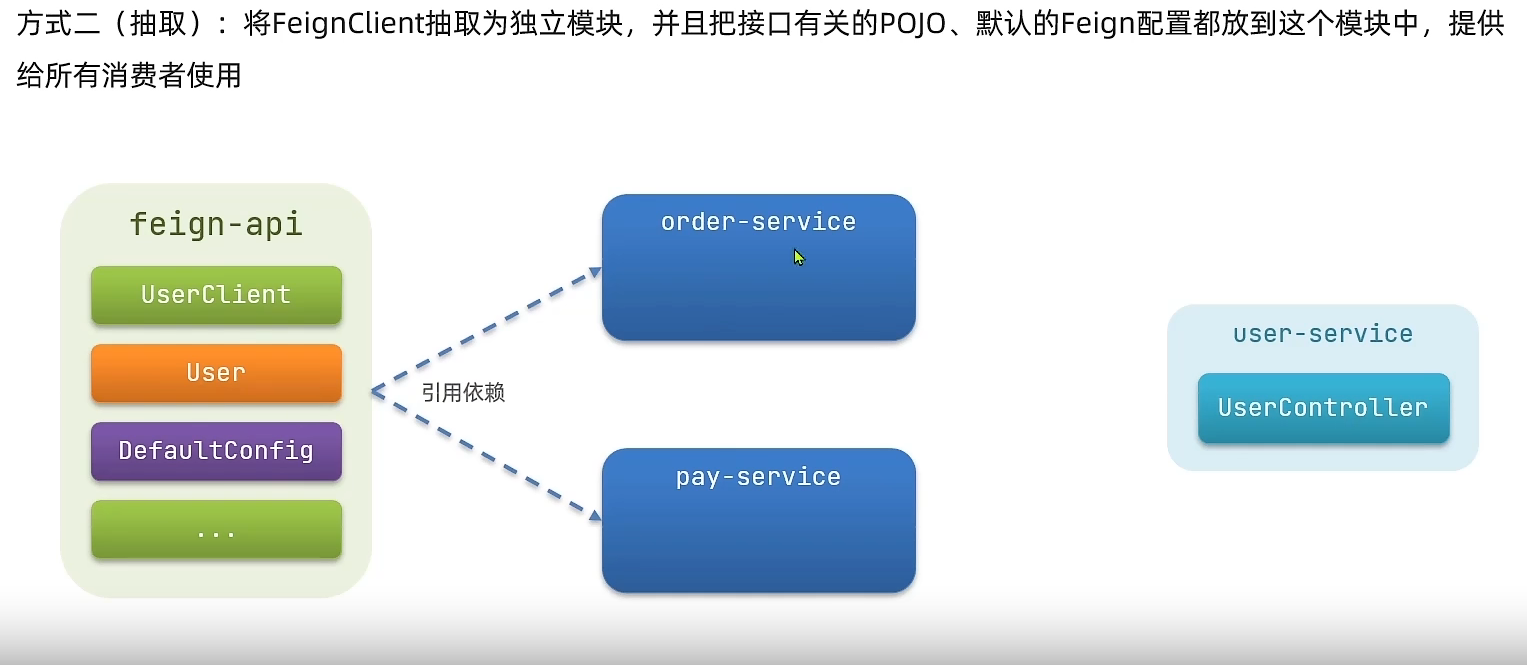 方式二（抽取）：将FeignClient抽取为独立模块，并且把接口有关的POJO、默认的Feign配置都放到这个模块中，提供
给所有消费者使用
feign-api
UserClient
User
DefaultConfig
...
引用依赖
order-service
pay-service
user-service
UserController